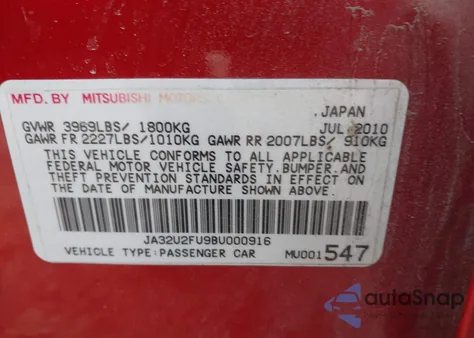 MFD. BY MITSUBISHI MOTORS
JAPAN
GVWR 3969LBS/ 1800KG JUL 2010
GAWR FR 2227LBS/1010KG GAWR RR 2007LBS/ 910KG
THIS VEHICLE CONFORMS TO ALL APPLICABLE
FEDERAL MOTOR VEHICLE SAFETY, BUMPER, AND
THEFT PREVENTION STANDARDS IN EFFECT ON
THE DATE OF MANUFACTURE SHOWN ABOVE.
JA32U2FU9BU000916
VEHICLE TYPE:PASSENGER CAR MU001547
autoSnap